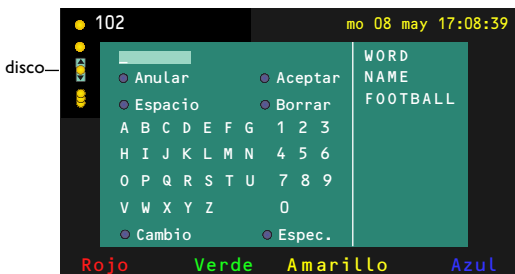 102 mo 08 may 17:08:39
disco
_
Anular Aceptar
Espacio Borrar
A B C D E F G 1 2 3
H I J K L M N 4 5 6
O P Q R S T U 7 8 9
V W X Y Z 0
Cambio Espec.
WORD
NAME
FOOTBALL
Rojo Verde Amarillo Azul